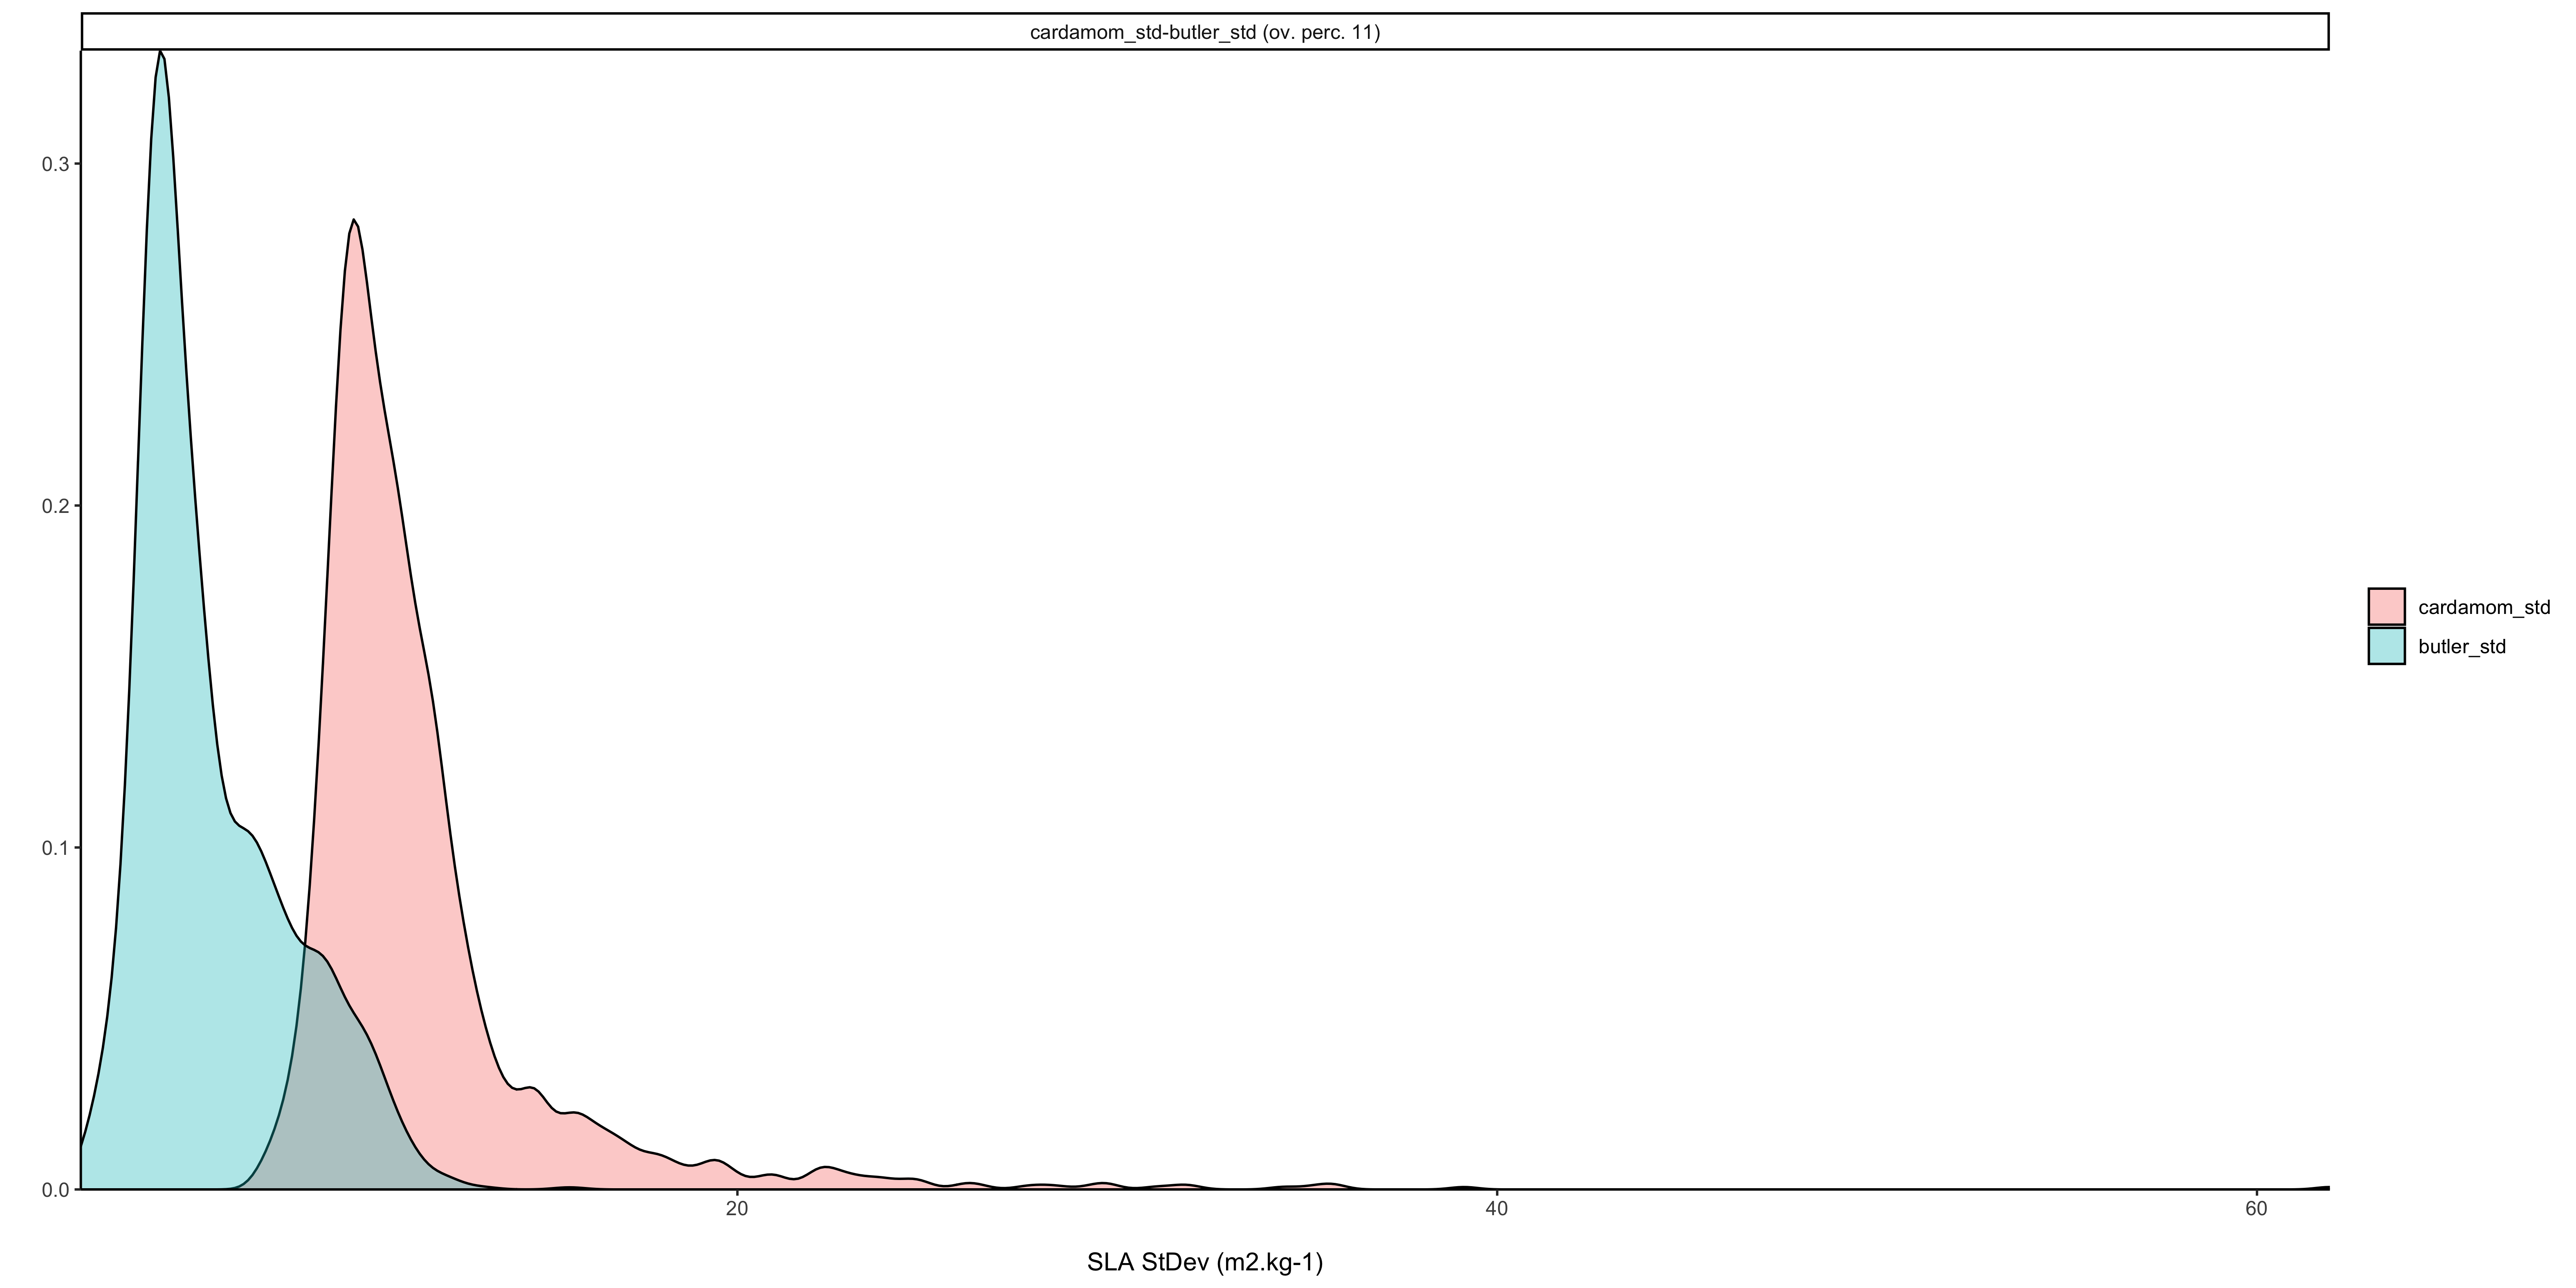 cardamom_std-butler_std (ov. perc. 11)
0.3
0.2
0.1
0.0
20
40
60
SLA StDev (m2.kg-1)
cardamom_std
butler_std